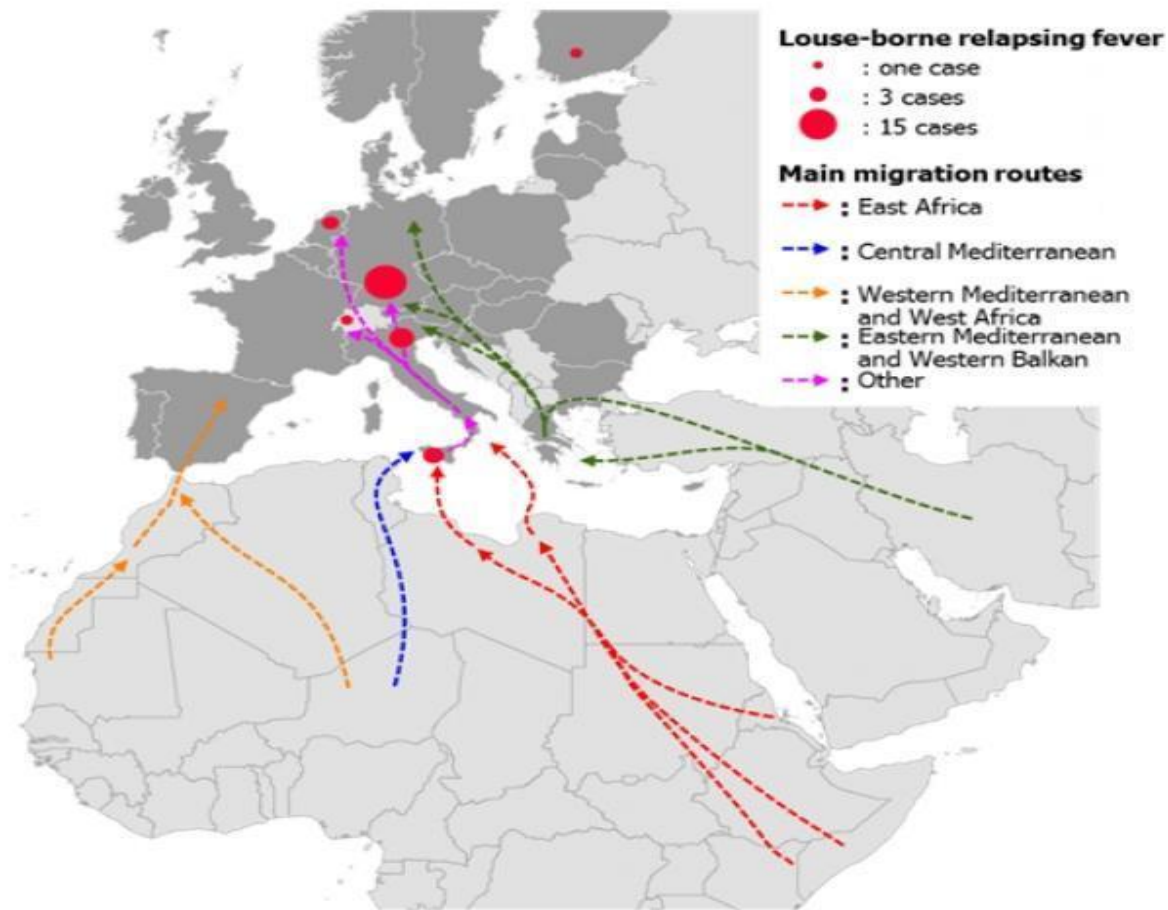 Louse-borne relapsing fever
: one case
: 3 cases
: 15 cases
Main migration routes
: East Africa
: Central Mediterranean
: Western Mediterranean
and West Africa
: Eastern Mediterranean
and Western Balkan
: Other